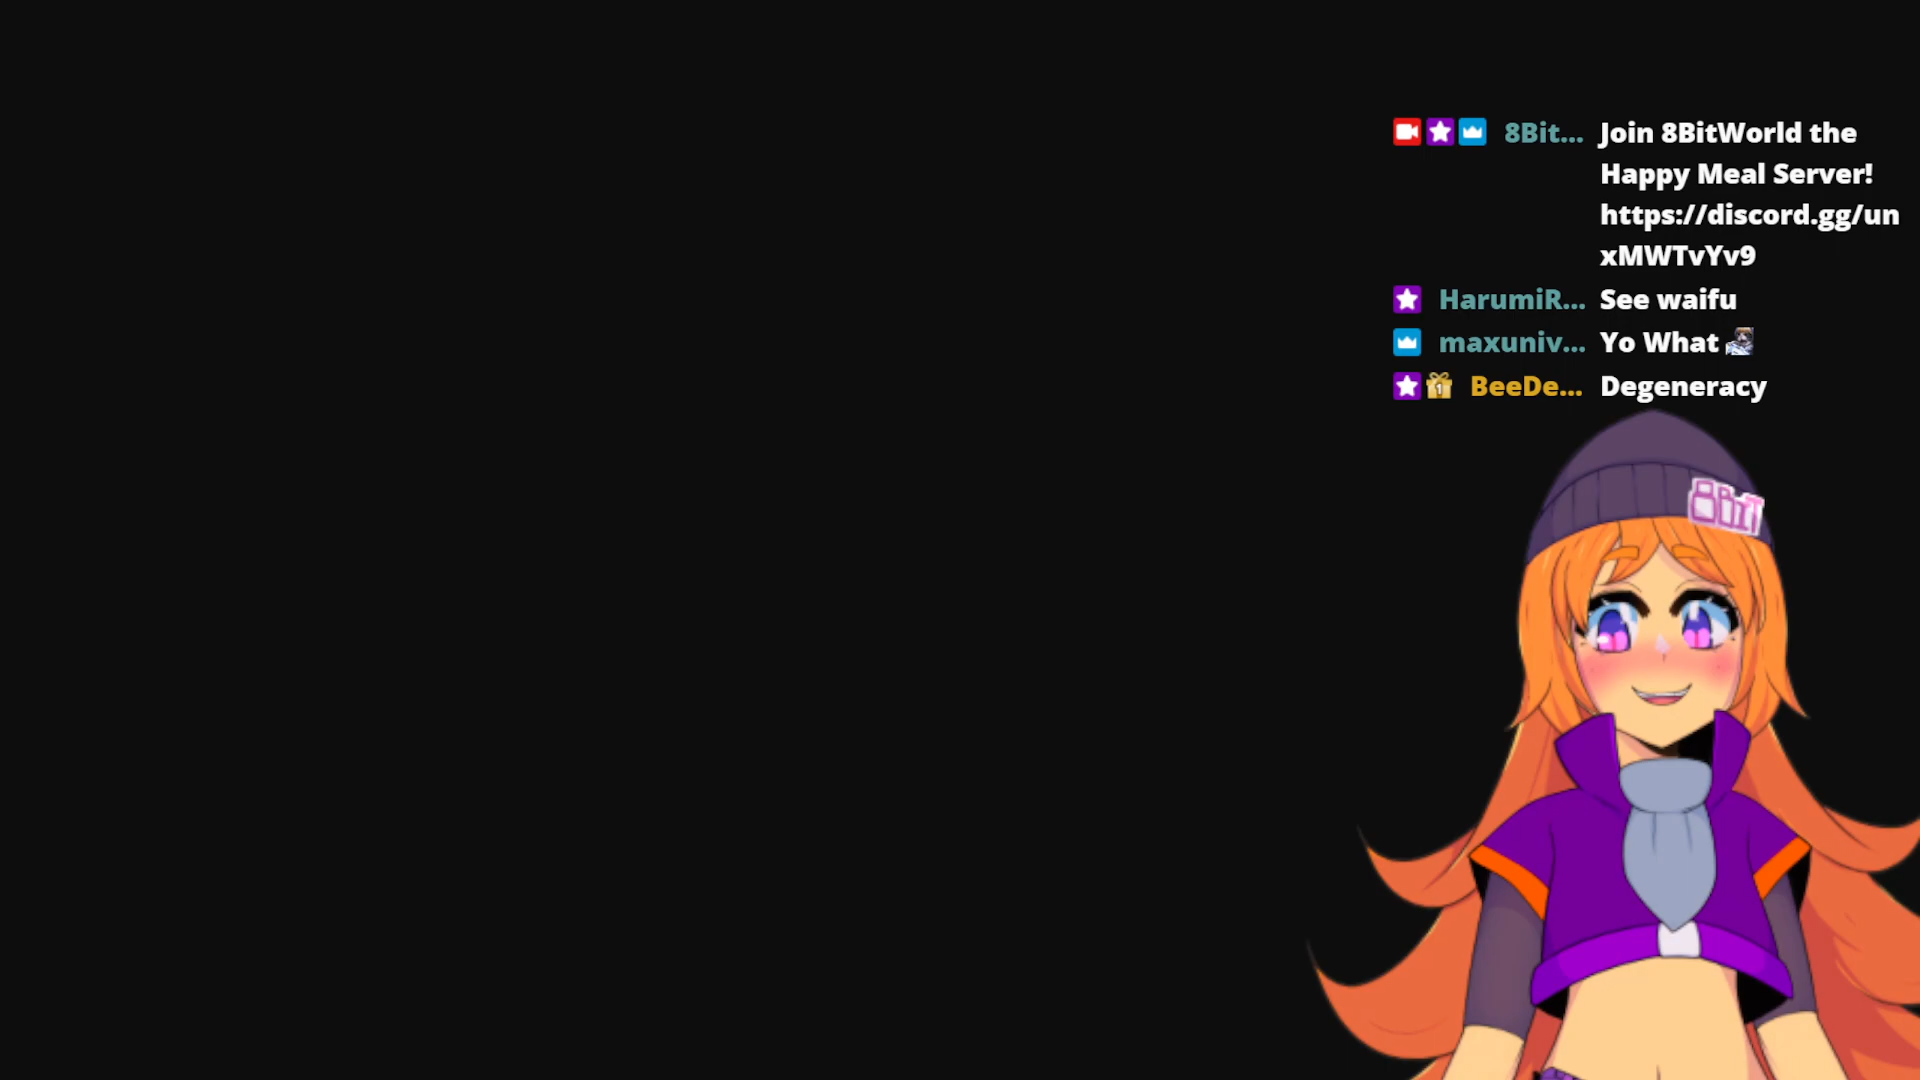 8Bit... Join 8BitWorld the
Happy Meal Server!
https://discord.gg/un
xMWTvYv9
HarumiR... See waifu
maxuniv... Yo What
BeeDe... Degeneracy
8BiT